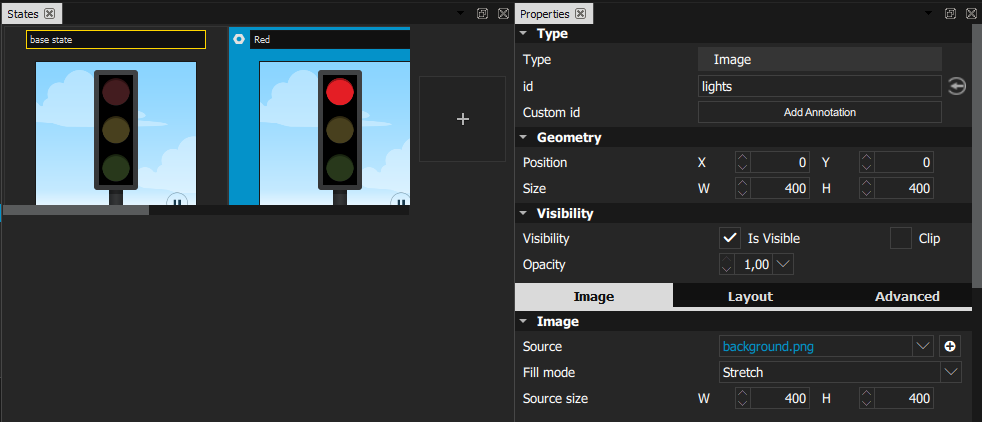 States
base state
Red
Properties
Type
Type Image
id lights
Custom id Add Annotation
Geometry
Position X 0 Y 0
Size W 400 H 400
Visibility
Visibility Is Visible Clip
Opacity 1,00
Image Layout Advanced
Image
Source background.png
Fill mode Stretch
Source size W 400 H 400